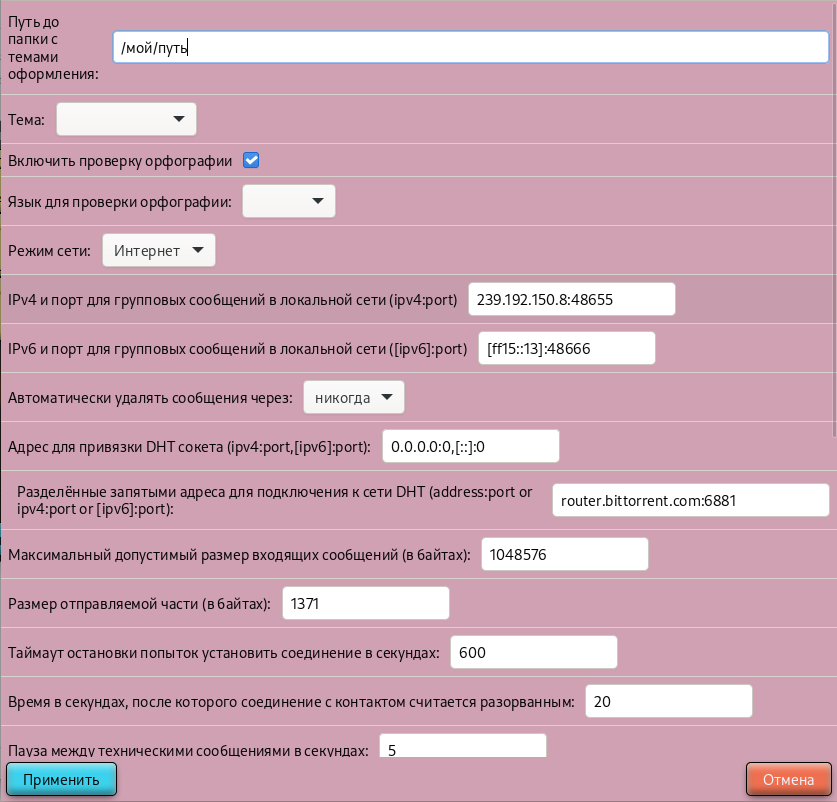 Путь до
папки с
темами
оформления:
/мой/путь
Тема:
Включить проверку орфографии
Язык для проверки орфографии:
Режим сети: Интернет
IPv4 и порт для групповых сообщений в локальной сети (ipv4:port) 239.192.150.8:48655
IPv6 и порт для групповых сообщений в локальной сети ([ipv6]:port) [ff15::13]:48666
Автоматически удалять сообщения через: никогда
Адрес для привязки DHT сокета (ipv4:port,[ipv6]:port): 0.0.0.0:0,[::]:0
Разделённые запятыми адреса для подключения к сети DHT (address:port or
ipv4:port or [ipv6]:port):
router.bittorrent.com:6881
Максимальный допустимый размер входящих сообщений (в байтах): 1048576
Размер отправляемой части (в байтах): 1371
Таймаут остановки попыток установить соединение в секундах: 600
Время в секундах, после которого соединение с контактом считается разорванным: 20
Пауза между техническими сообщениями в секундах: 5
Применить Отмена